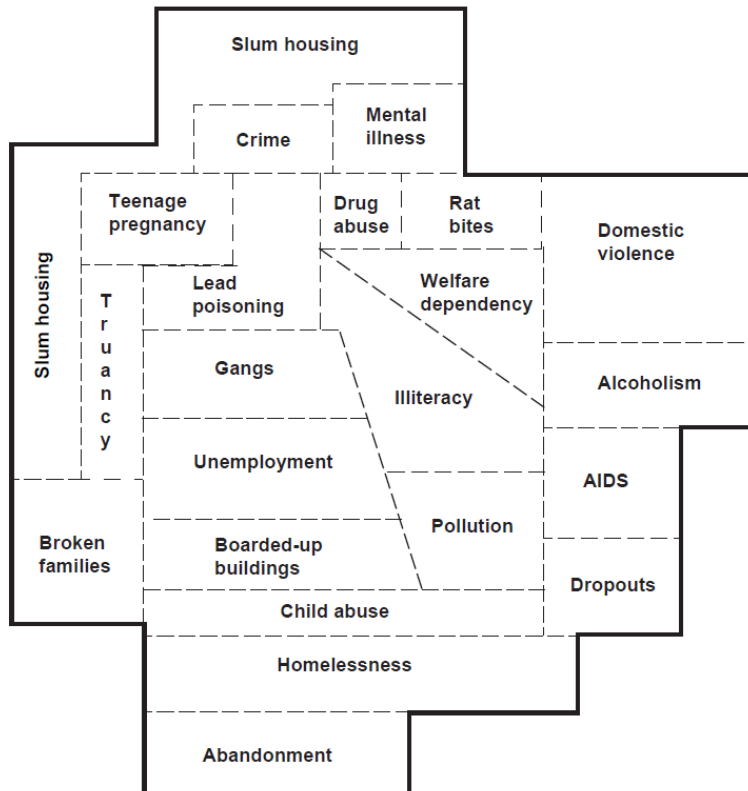 Slum housing
Mental
illness
Crime
Teenage
pregnancy
Drug
abuse
Rat
bites
Domestic
violence
Slum housing
Truancy
Lead
poisoning
Welfare
dependency
Gangs
Illiteracy
Alcoholism
Unemployment
AIDS
Pollution
Broken
families
Boarded-up
buildings
Dropouts
Child abuse
Homelessness
Abandonment